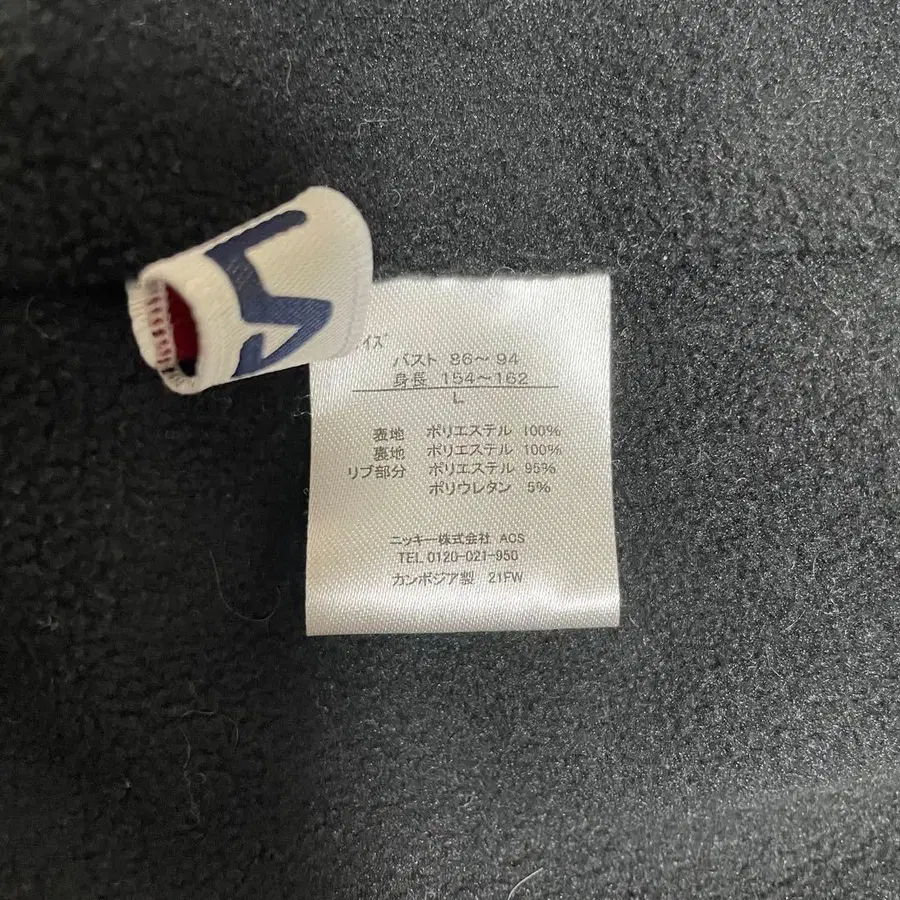 イズ
バスト 86～94
身長 154～162
L
表地 ポリエステル 100%
裏地 ポリエステル 100%
リブ部分 ポリエステル 95%
ポリウレタン 5%
ニッキー株式会社 ACS
TEL 0120-021-950
カンボジア製 21FW